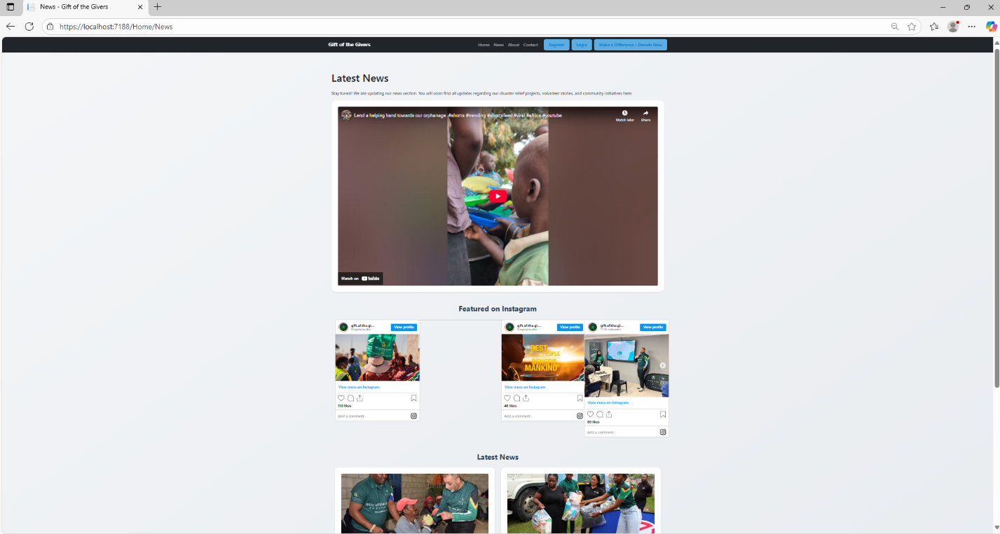 News - Gift of the Givers
https://localhost:7188/Home/News
Gift of the Givers
Home News About Contact Register Login Make a Difference - Donate Now
Latest News
Stay tuned! We are updating our news section. You will soon find all updates regarding our disaster relief projects, volunteer stories, and community initiatives here.
Lend a helping hand towards our orphanage .#shorts #trending #shortsfeed #viral #africa #youtube
Watch later Share
Watch on YouTube
Featured on Instagram
gift.of.the.gi...
Original audio
View profile
View more on Instagram
110 likes
Add a comment...
gift.of.the.gi...
Original audio
View profile
BEST
PEOPLE
BENEFIT
MANKIND
View more on Instagram
48 likes
Add a comment...
gift.of.the.gi...
View profile
View more on Instagram
80 likes
Add a comment...
Latest News